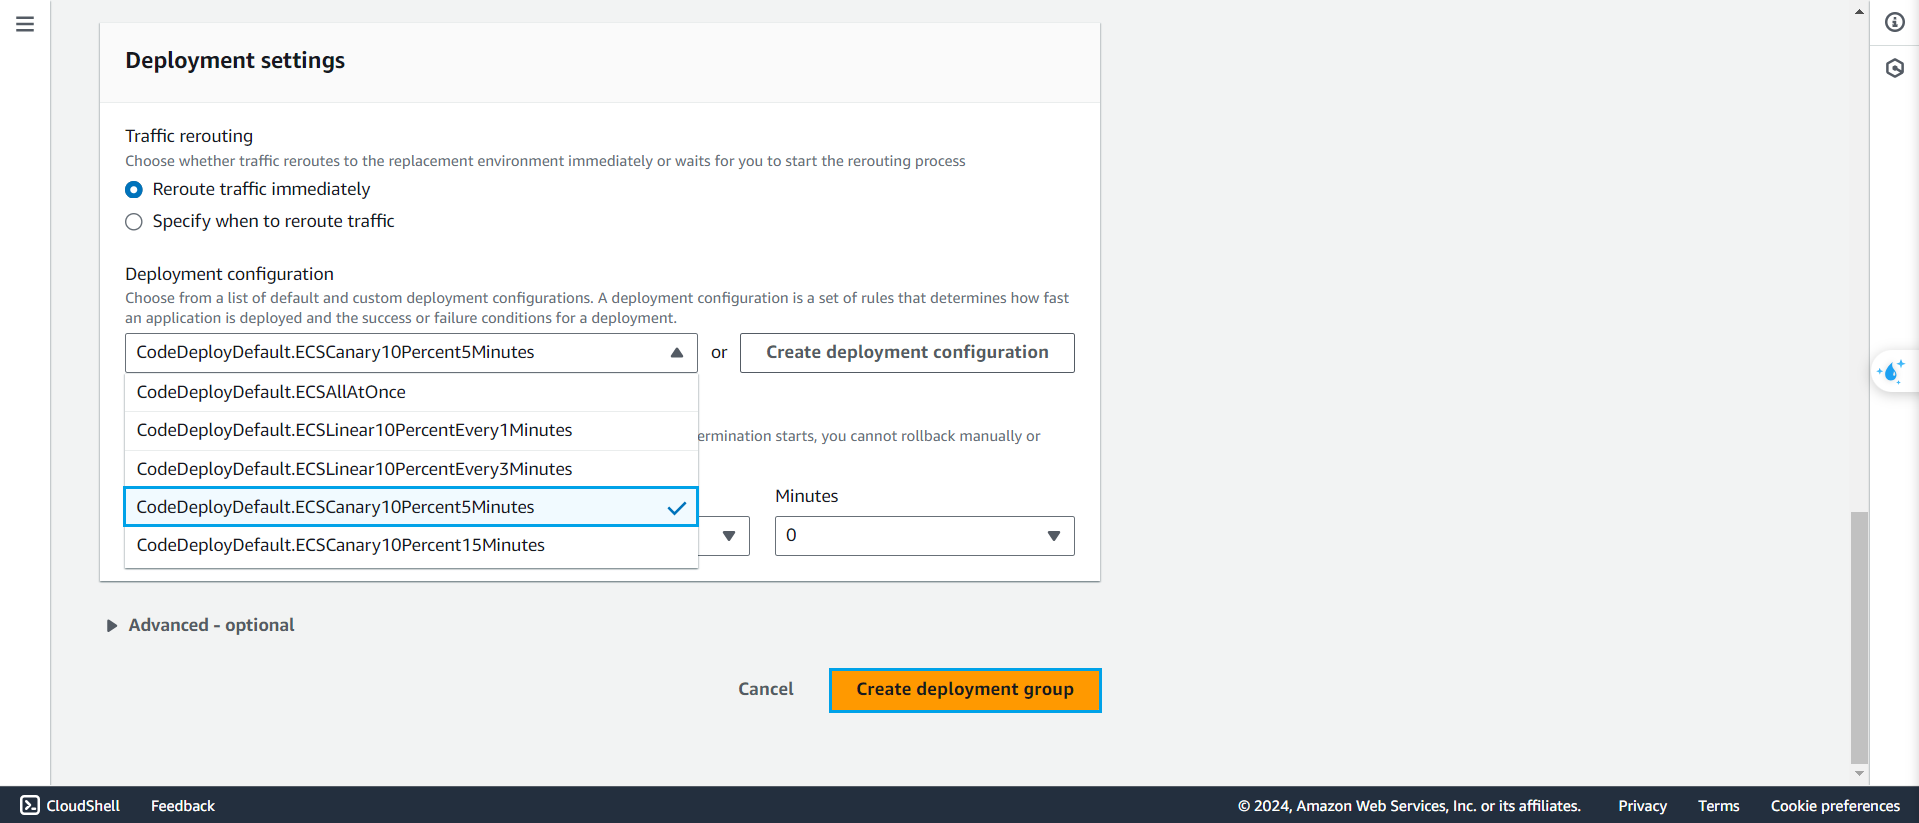 Deployment settings
Traffic rerouting
Choose whether traffic reroutes to the replacement environment immediately or waits for you to start the rerouting process
Reroute traffic immediately
Specify when to reroute traffic
Deployment configuration
Choose from a list of default and custom deployment configurations. A deployment configuration is a set of rules that determines how fast
an application is deployed and the success or failure conditions for a deployment.
CodeDeployDefault.ECSCanary10Percent5Minutes or Create deployment configuration
CodeDeployDefault.ECSAllAtOnce
CodeDeployDefault.ECSLinear10PercentEvery1Minutes
ermination starts, you cannot rollback manually or
CodeDeployDefault.ECSLinear10PercentEvery3Minutes
CodeDeployDefault.ECSCanary10Percent5Minutes
Minutes
0
CodeDeployDefault.ECSCanary10Percent15Minutes
Advanced - optional
Cancel Create deployment group
CloudShell Feedback © 2024, Amazon Web Services, Inc. or its affiliates. Privacy Terms Cookie preferences